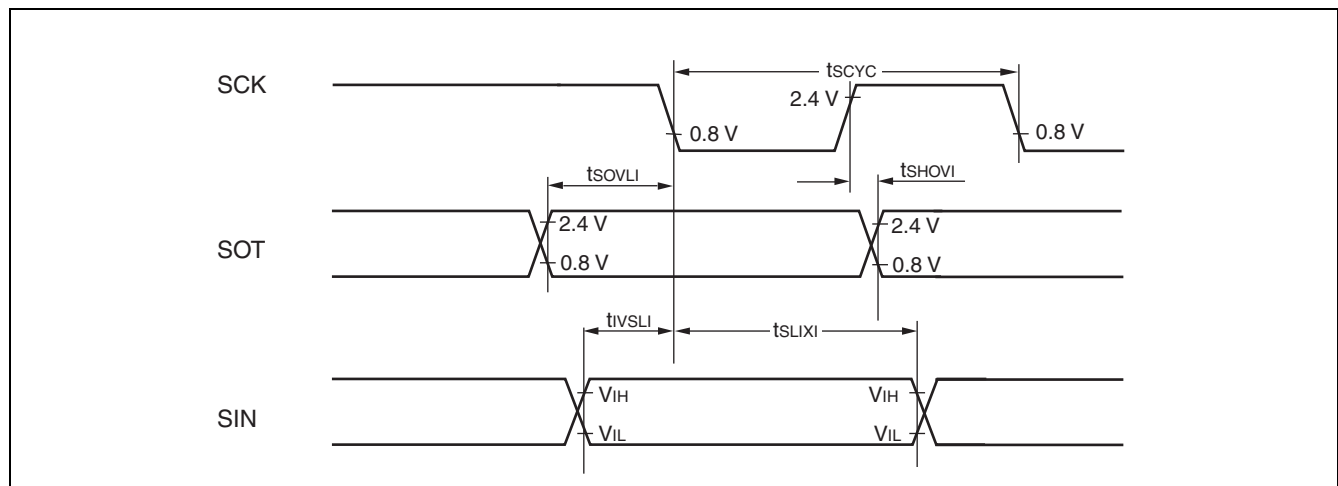 SCK
tSCYC
2.4 V
0.8 V
0.8 V
tSOVLI
tSHOVI
SOT
2.4 V
0.8 V
2.4 V
0.8 V
tIVSLI
tSLIXI
SIN
VIH
VIL
VIH
VIL